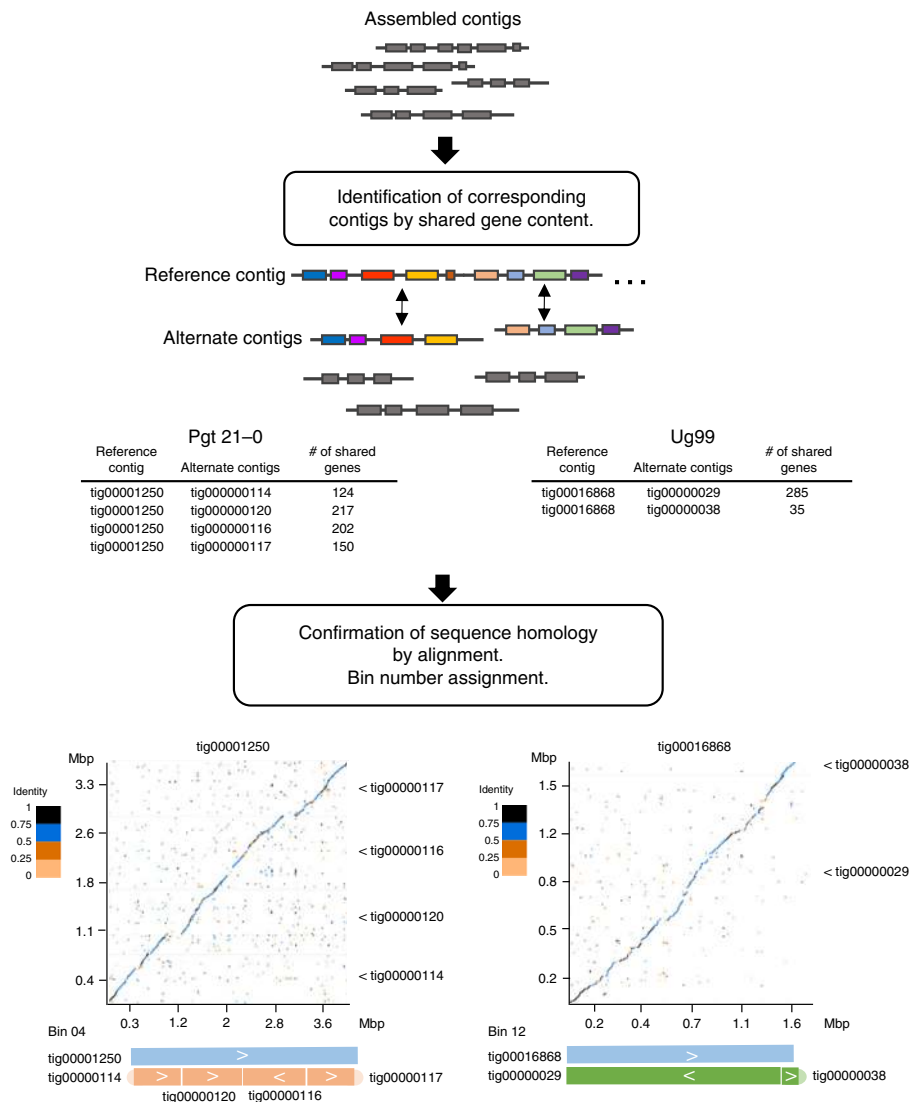 Assembled contigs
Identification of corresponding
contigs by shared gene content.
Reference contig
. . .
Alternate contigs
Pgt 21–0
Reference contig Alternate contigs # of shared genes
tig00001250 tig000000114 124
tig00001250 tig000000120 217
tig00001250 tig000000116 202
tig00001250 tig000000117 150
Ug99
Reference contig Alternate contigs # of shared genes
tig00016868 tig00000029 285
tig00016868 tig00000038 35
Confirmation of sequence homology
by alignment.
Bin number assignment.
tig00001250
Mbp
3.3
2.6
1.8
1.1
0.4
Identity
1
0.75
0.5
0.25
0
< tig00000117
< tig00000116
< tig00000120
< tig00000114
0.3 1.2 2 2.8 3.6 Mbp
Bin 04
tig00001250 >
tig00000114 > > < > tig00000117
tig00000120 tig00000116
tig00016868
Mbp
1.5
1.2
0.8
0.5
0.2
Identity
1
0.75
0.5
0.25
0
< tig00000038
< tig00000029
0.2 0.4 0.7 1.1 1.6 Mbp
Bin 12
tig00016868 >
tig00000029 < > tig00000038